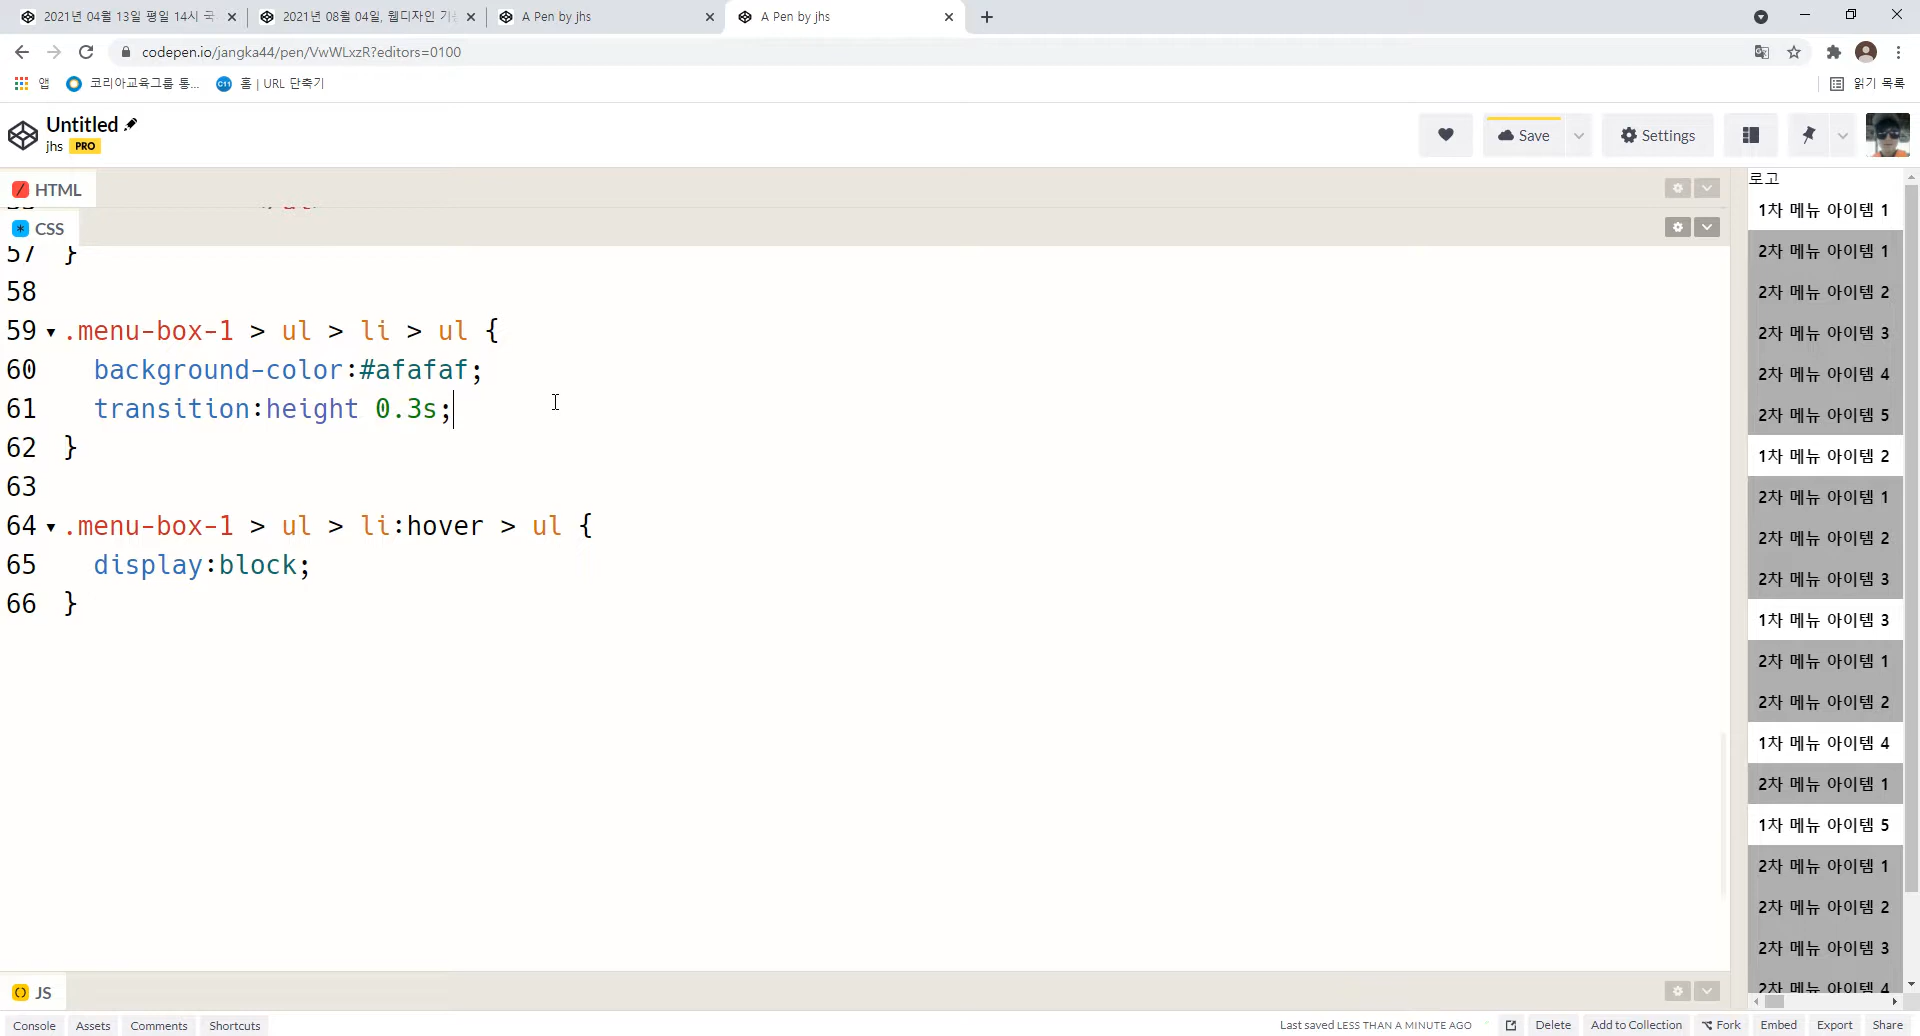 2021년 04월 13일 평일 14시 국
2021년 08월 04일, 웹디자인 기능
A Pen by jhs
A Pen by jhs
codepen.io/jangka44/pen/VwWLxzR?editors=0100
앱
코리아교육그룹 통...
홈 | URL 단축기
읽기 목록
Untitled
jhs PRO
Save
Settings
HTML
CSS
57 }
58
59 .menu-box-1 > ul > li > ul {
60 background-color:#afafaf;
61 transition:height 0.3s;
62 }
63
64 .menu-box-1 > ul > li:hover > ul {
65 display:block;
66 }
로고
1차 메뉴 아이템 1
2차 메뉴 아이템 1
2차 메뉴 아이템 2
2차 메뉴 아이템 3
2차 메뉴 아이템 4
2차 메뉴 아이템 5
1차 메뉴 아이템 2
2차 메뉴 아이템 1
2차 메뉴 아이템 2
2차 메뉴 아이템 3
1차 메뉴 아이템 3
2차 메뉴 아이템 1
2차 메뉴 아이템 2
1차 메뉴 아이템 4
2차 메뉴 아이템 1
1차 메뉴 아이템 5
2차 메뉴 아이템 1
2차 메뉴 아이템 2
2차 메뉴 아이템 3
2차 메뉴 아이템 4
JS
Console
Assets
Comments
Shortcuts
Last saved LESS THAN A MINUTE AGO
Delete
Add to Collection
Fork
Embed
Export
Share